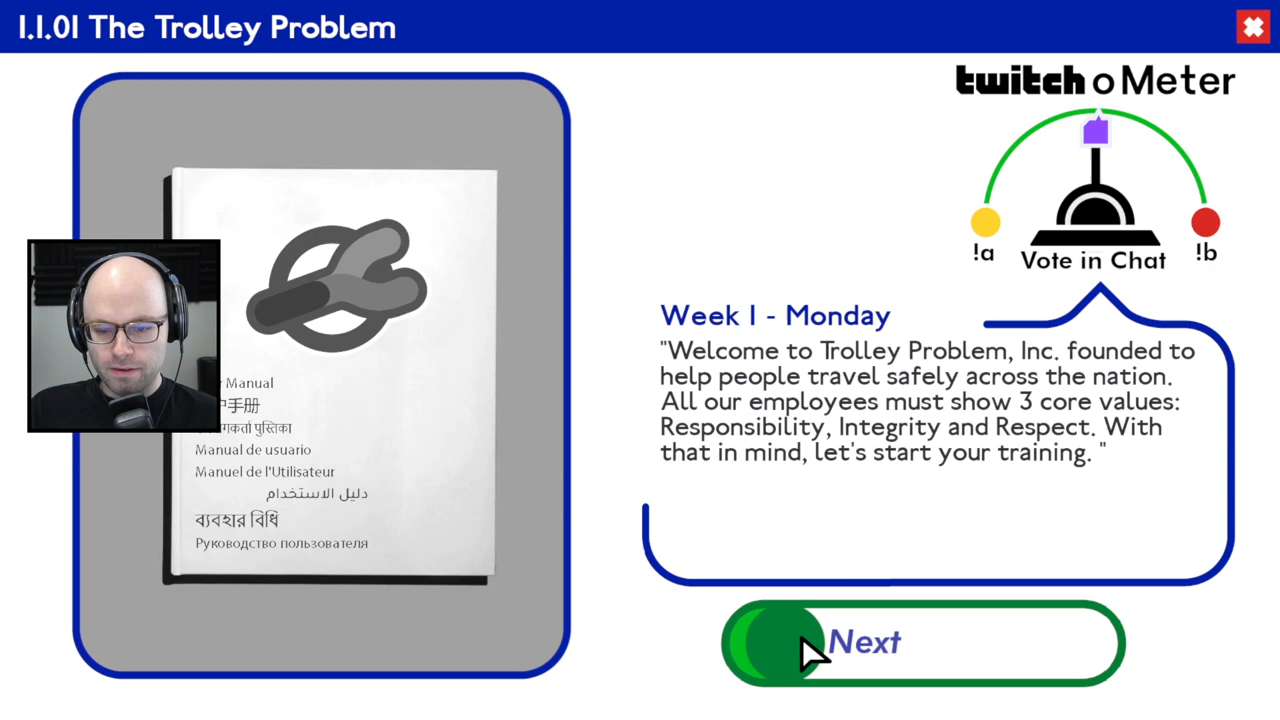 1.1.01 The Trolley Problem
twitch o Meter
!a
Vote in Chat
!b
Manual
手册
पुस्तिका
Manual de usuario
Manuel de l'Utilisateur
دليل الاستخدام
ব্যবহার বিধি
Руководство пользователя
Week 1 - Monday
"Welcome to Trolley Problem, Inc. founded to
help people travel safely across the nation.
All our employees must show 3 core values:
Responsibility, Integrity and Respect. With
that in mind, let's start your training. "
Next